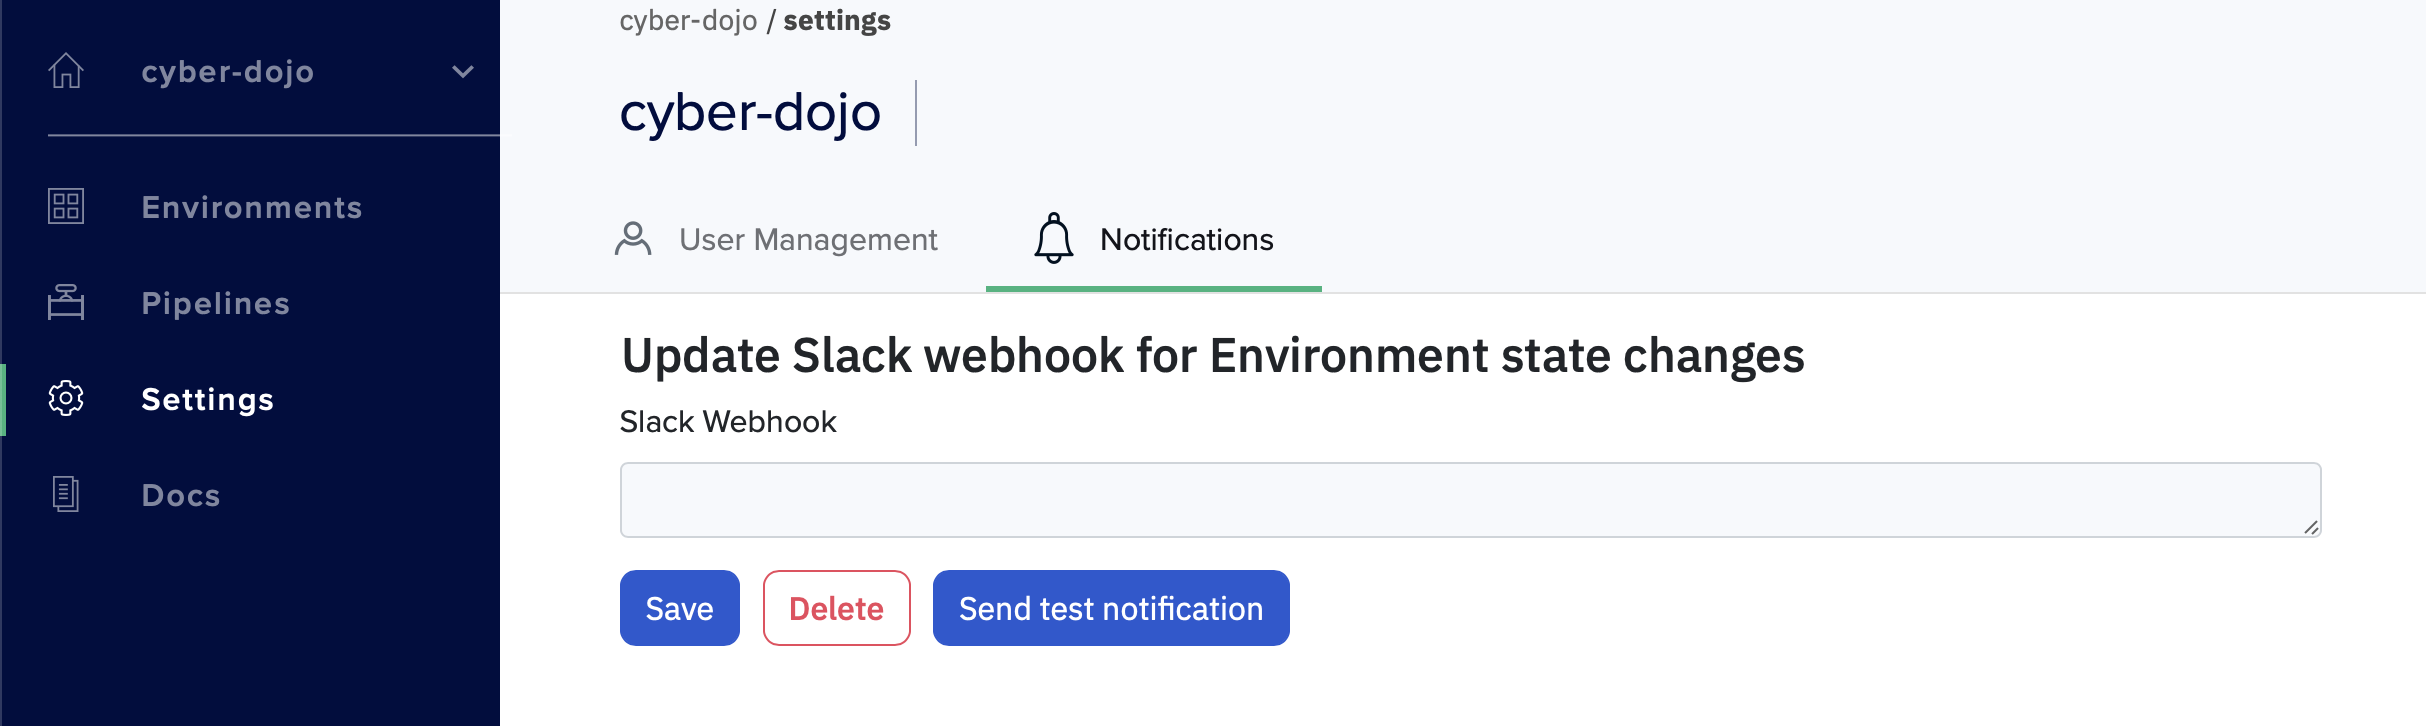 cyber-dojo
Environments
Pipelines
Settings
Docs
cyber-dojo / settings
cyber-dojo
User Management
Notifications
Update Slack webhook for Environment state changes
Slack Webhook
Save
Delete
Send test notification